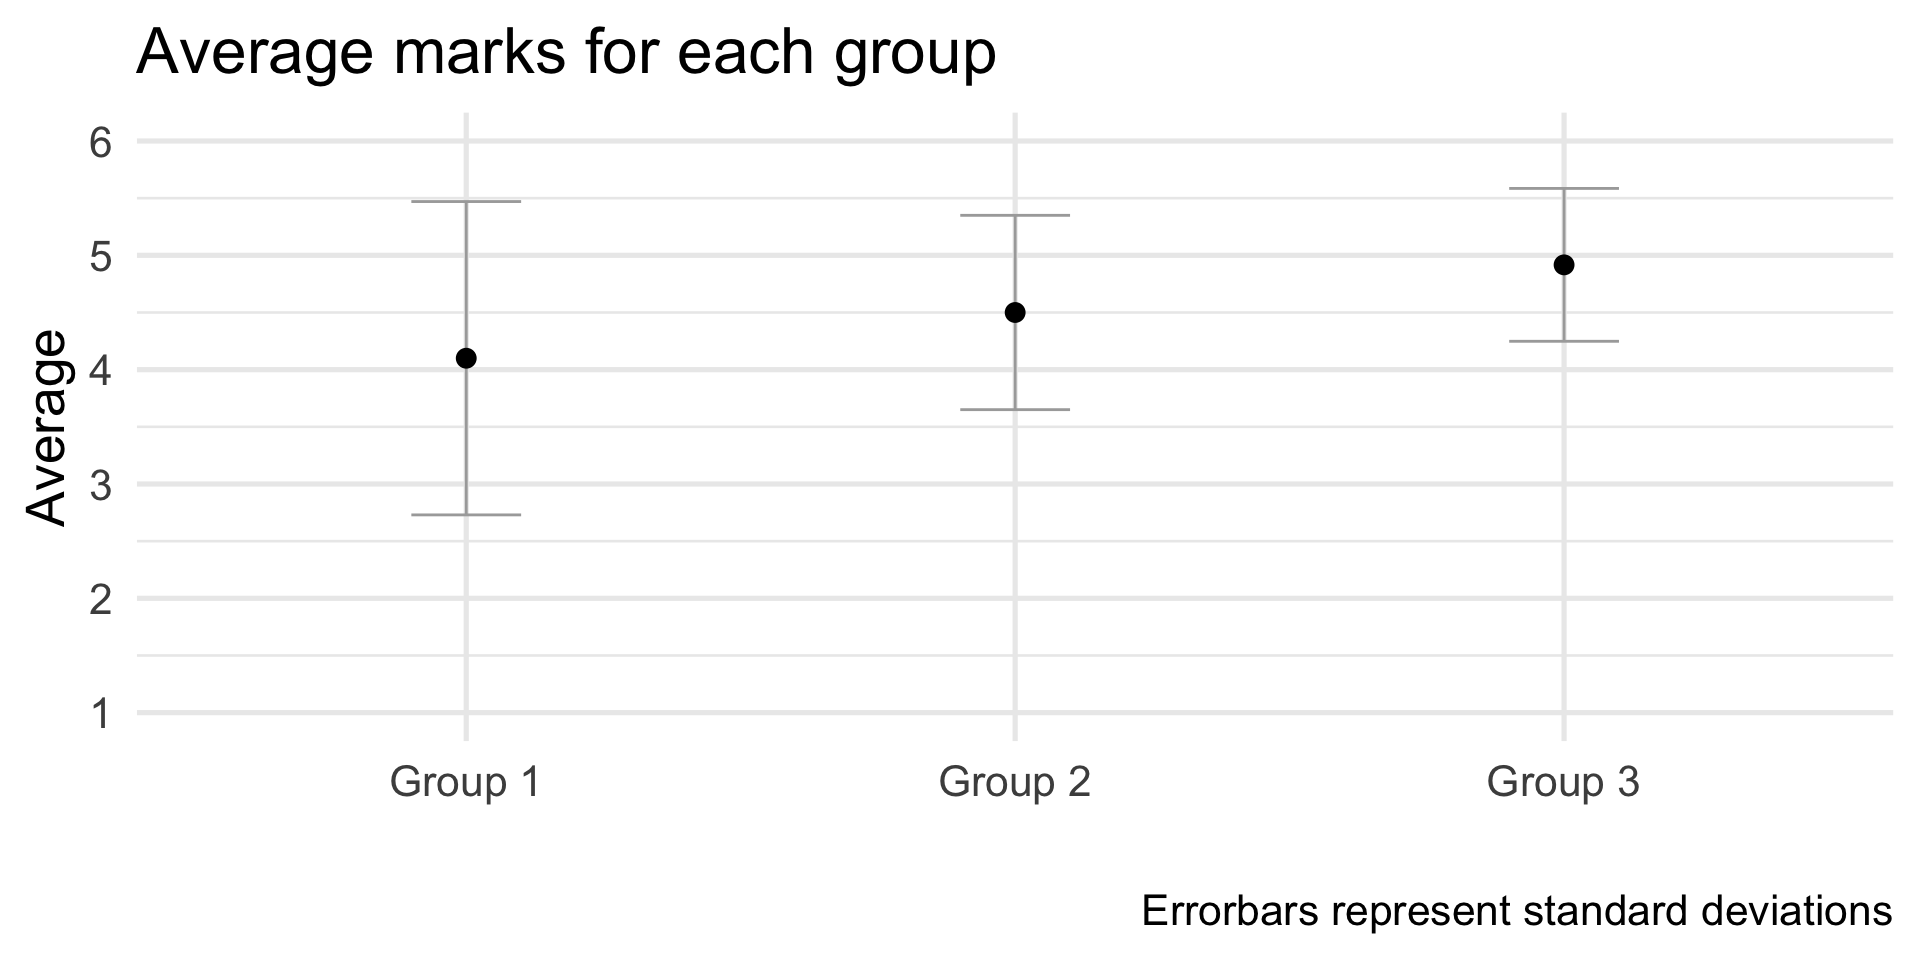 Average marks for each group
Average
6
5
4
3
2
1
Group 1
Group 2
Group 3
Errorbars represent standard deviations